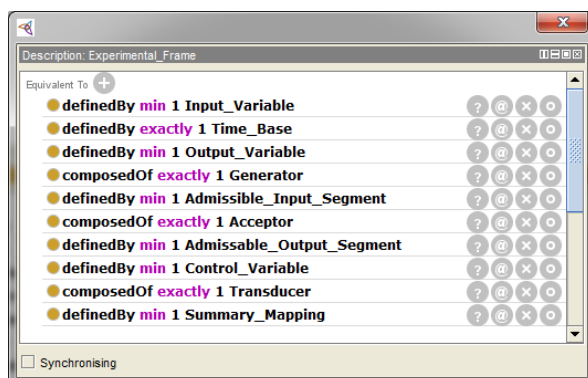 Description: Experimental_Frame
Equivalent To
definedBy min 1 Input_Variable
definedBy exactly 1 Time_Base
definedBy min 1 Output_Variable
composedOf exactly 1 Generator
definedBy min 1 Admissible_Input_Segment
composedOf exactly 1 Acceptor
definedBy min 1 Admissable_Output_Segment
definedBy min 1 Control_Variable
composedOf exactly 1 Transducer
definedBy min 1 Summary_Mapping
Synchronising